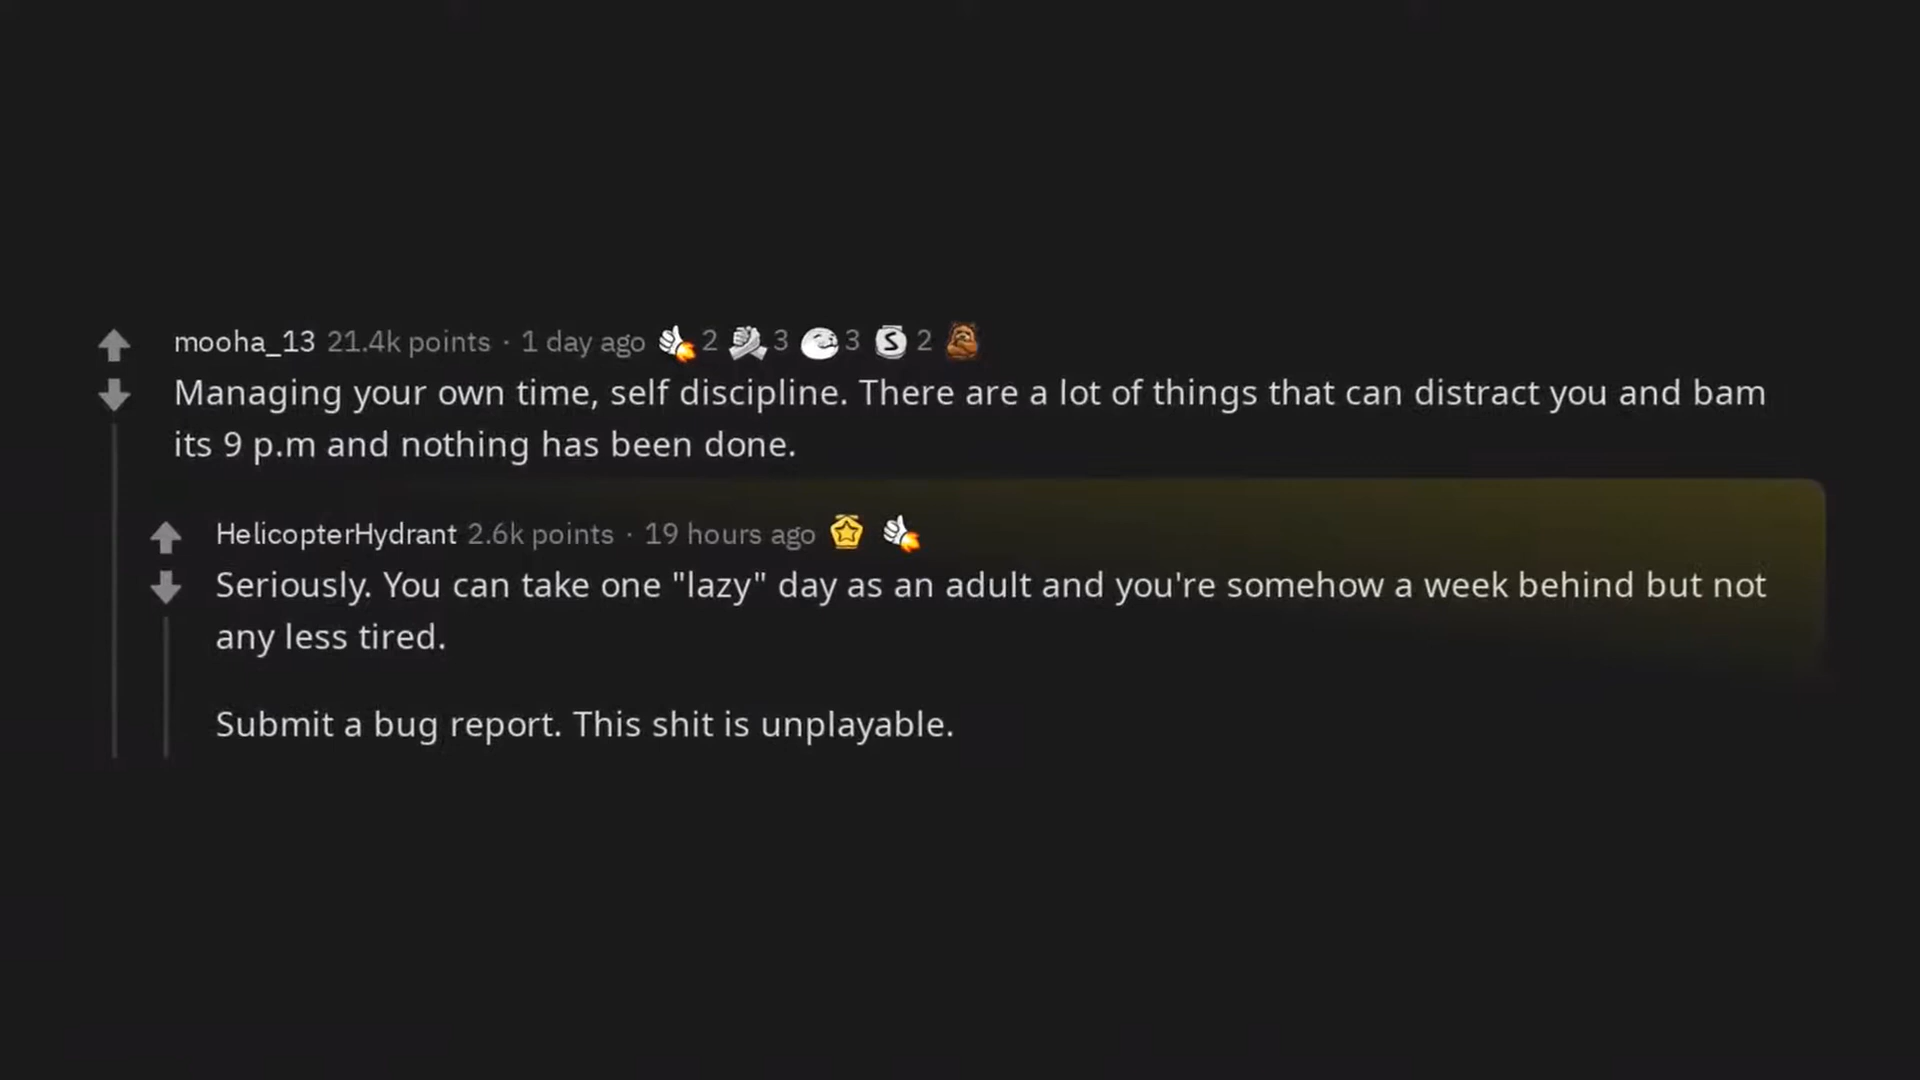 mooha_13 21.4k points · 1 day ago 2 3 3 S 2
Managing your own time, self discipline. There are a lot of things that can distract you and bam
its 9 p.m and nothing has been done.
HelicopterHydrant 2.6k points · 19 hours ago
Seriously. You can take one "lazy" day as an adult and you're somehow a week behind but not
any less tired.
Submit a bug report. This shit is unplayable.